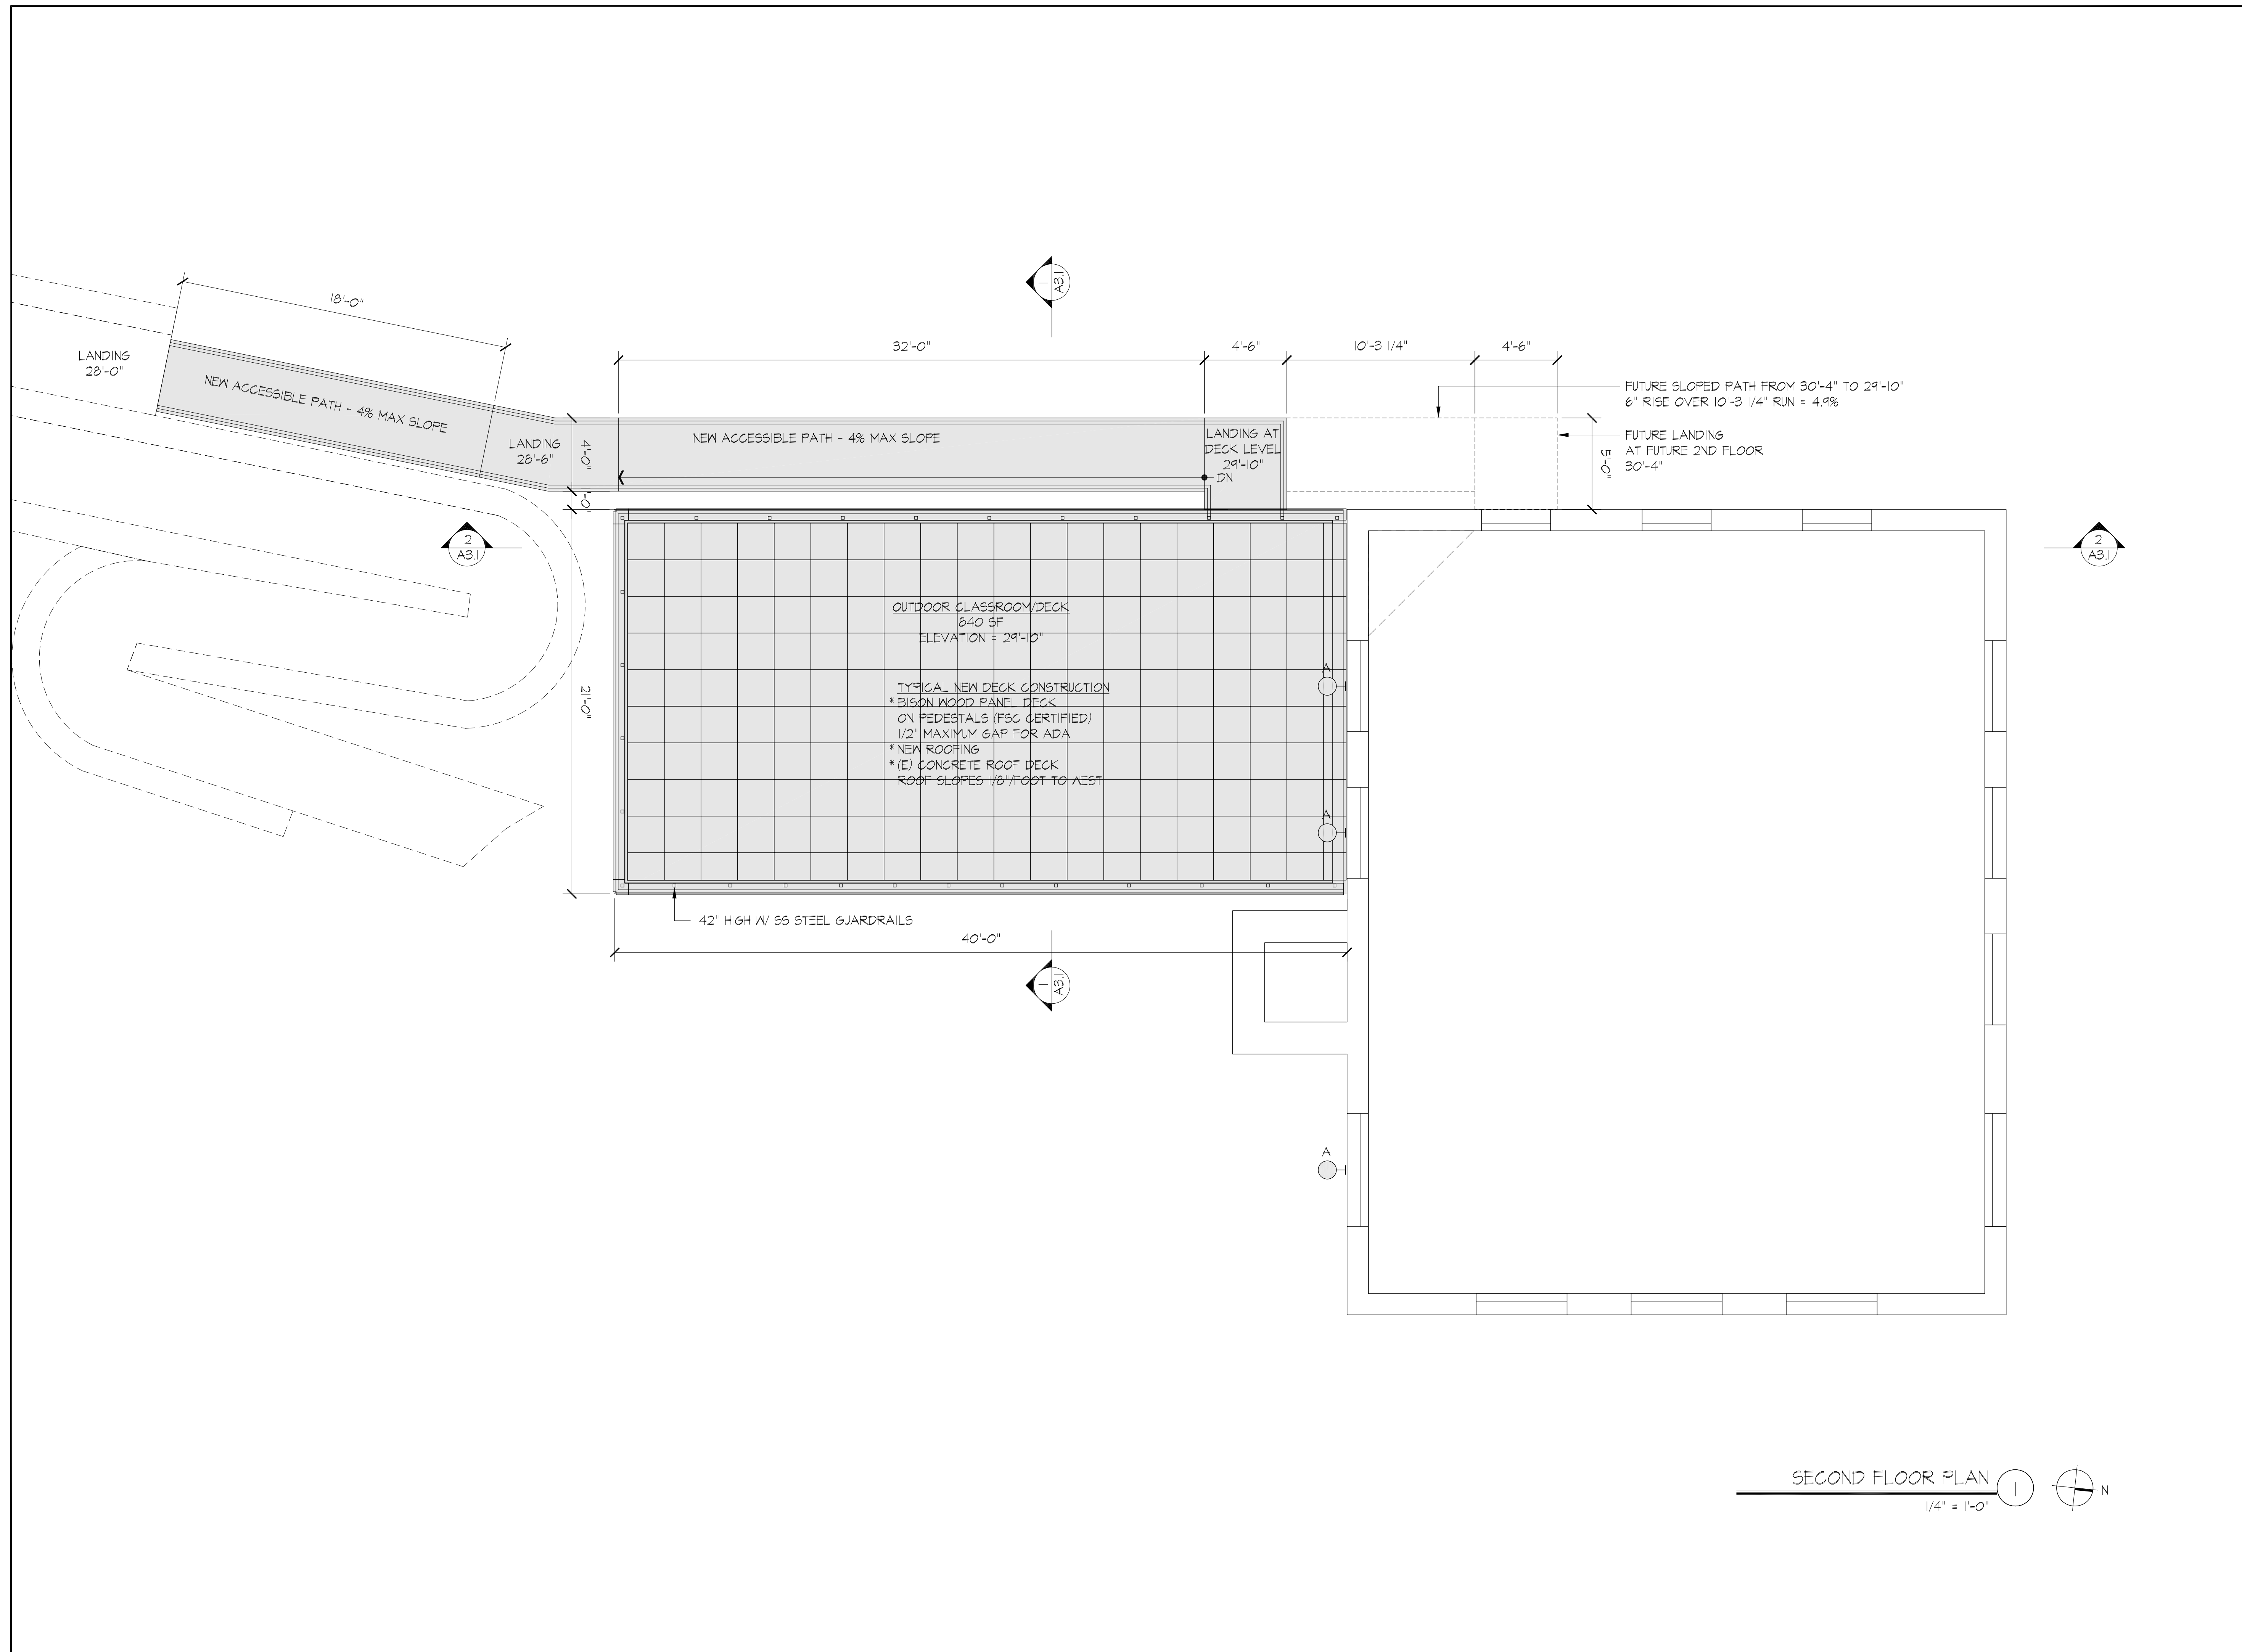 1
A3.1
18'-0"
32'-0"
4'-6"
10'-3 1/4"
4'-6"
LANDING
28'-0"
NEW ACCESSIBLE PATH - 4% MAX SLOPE
LANDING
28'-6"
4'-0"
1'-0"
NEW ACCESSIBLE PATH - 4% MAX SLOPE
LANDING AT
DECK LEVEL
29'-10"
DN
FUTURE SLOPED PATH FROM 30'-4" TO 29'-10"
6" RISE OVER 10'-3 1/4" RUN = 4.9%
FUTURE LANDING
AT FUTURE 2ND FLOOR
30'-4"
5'-0"
2
A3.1
2
A3.1
OUTDOOR CLASSROOM/DECK
840 SF
ELEVATION = 29'-10"
A
21'-0"
TYPICAL NEW DECK CONSTRUCTION
* BISON WOOD PANEL DECK
ON PEDESTALS (FSC CERTIFIED)
1/2" MAXIMUM GAP FOR ADA
* NEW ROOFING
* (E) CONCRETE ROOF DECK
ROOF SLOPES 1/8"/FOOT TO WEST
A
42" HIGH W/ SS STEEL GUARDRAILS
40'-0"
1
A3.1
A
SECOND FLOOR PLAN
1
N
1/4" = 1'-0"